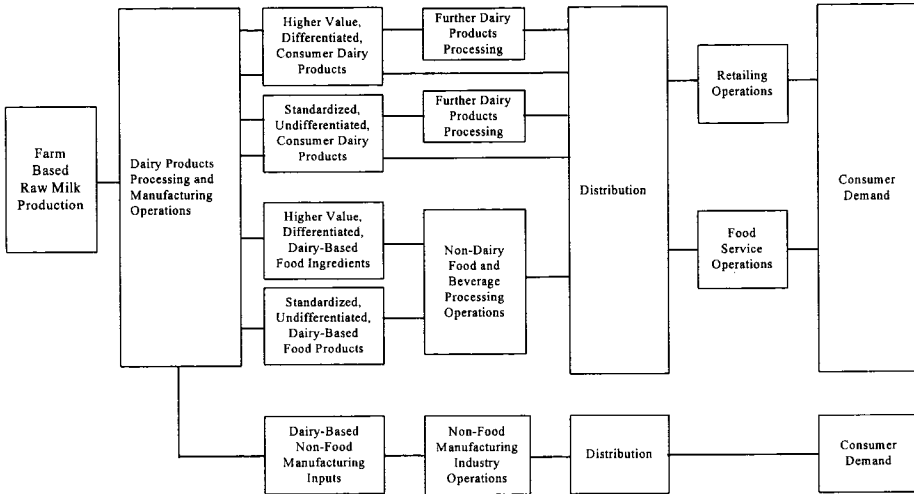 Farm
Based
Raw Milk
Production
Dairy Products
Processing and
Manufacturing
Operations
Higher Value,
Differentiated,
Consumer Dairy
Products
Further Dairy
Products
Processing
Standardized,
Undifferentiated,
Consumer Dairy
Products
Further Dairy
Products
Processing
Higher Value,
Differentiated,
Dairy-Based
Food Ingredients
Standardized,
Undifferentiated,
Dairy-Based
Food Products
Non-Dairy
Food and
Beverage
Processing
Operations
Distribution
Retailing
Operations
Food
Service
Operations
Consumer
Demand
Dairy-Based
Non-Food
Manufacturing
Inputs
Non-Food
Manufacturing
Industry
Operations
Distribution
Consumer
Demand